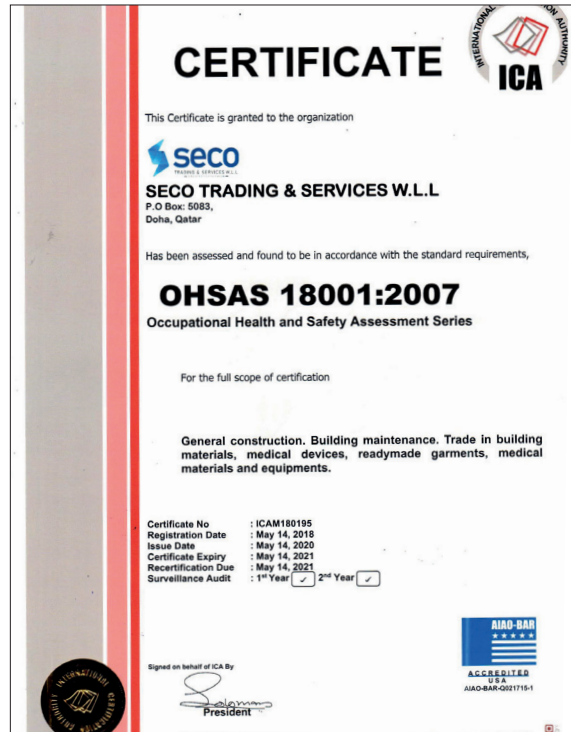 CERTIFICATE
INTERNATIONAL
ION AUTHORITY
ICA
This Certificate is granted to the organization
seco
TRADING & SERVICES W.L.L
SECO TRADING & SERVICES W.L.L
P.O Box: 5083,
Doha, Qatar
Has been assessed and found to be in accordance with the standard requirements,
OHSAS 18001:2007
Occupational Health and Safety Assessment Series
For the full scope of certification
General construction. Building maintenance. Trade in building
materials, medical devices, readymade garments, medical
materials and equipments.
Certificate No : ICAM180195
Registration Date : May 14, 2018
Issue Date : May 14, 2020
Certificate Expiry : May 14, 2021
Recertification Due : May 14, 2021
Surveillance Audit : 1st Year ✓ 2nd Year ✓
AIAO-BAR
ACCREDITED
USA
AIAO-BAR-Q021715-1
Signed on behalf of ICA By
President
INTERNATIONAL